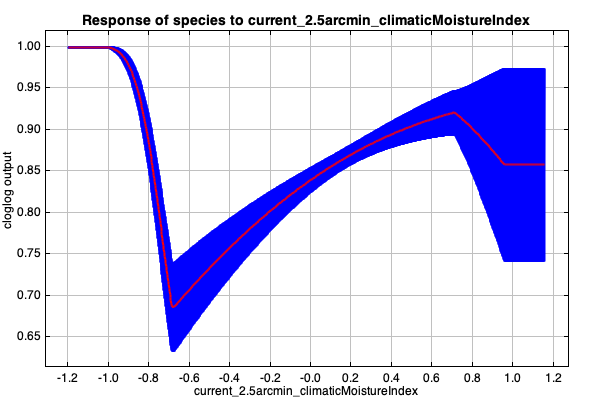 Response of species to current_2.5arcmin_climaticMoistureIndex
cloglog output
1.00
0.95
0.90
0.85
0.80
0.75
0.70
0.65
-1.2 -1.0 -0.8 -0.6 -0.4 -0.2 -0.0 0.2 0.4 0.6 0.8 1.0 1.2
current_2.5arcmin_climaticMoistureIndex